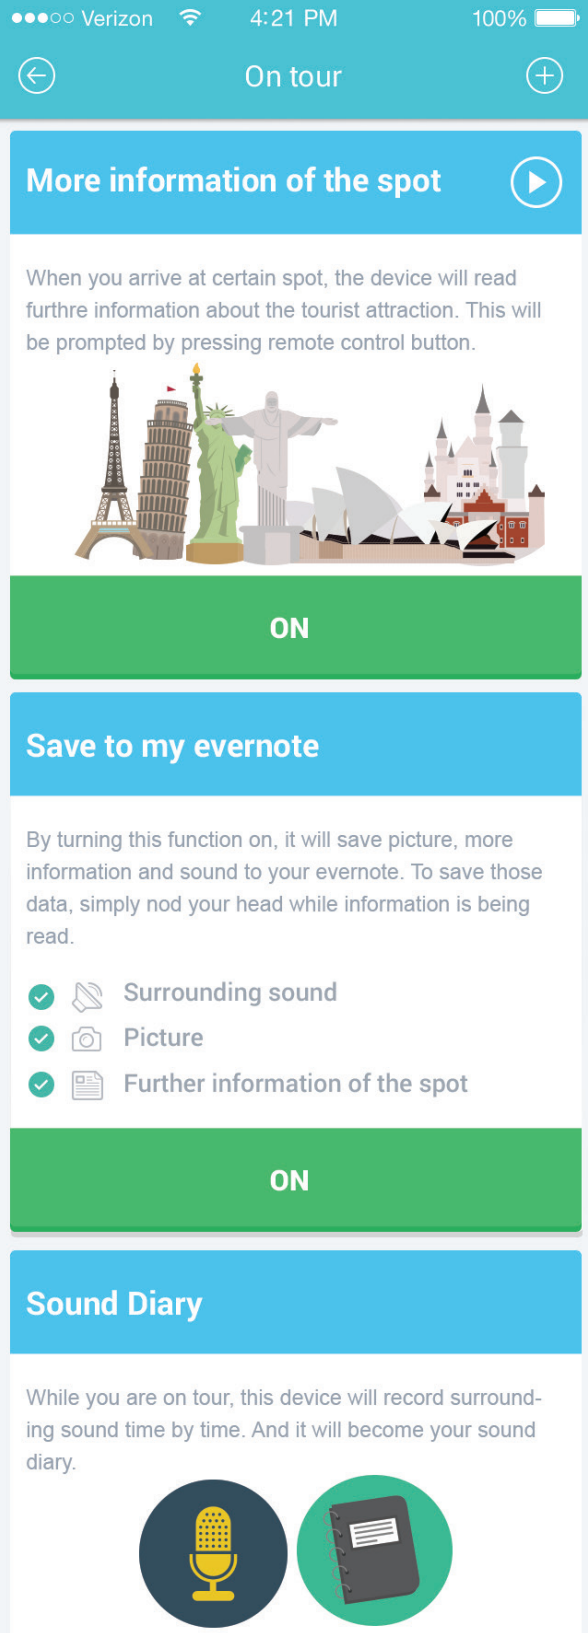 Verizon 4:21 PM 100%
On tour
More information of the spot
When you arrive at certain spot, the device will read
furthre information about the tourist attraction. This will
be prompted by pressing remote control button.
ON
Save to my evernote
By turning this function on, it will save picture, more
information and sound to your evernote. To save those
data, simply nod your head while information is being
read.
Surrounding sound
Picture
Further information of the spot
ON
Sound Diary
While you are on tour, this device will record surround-
ing sound time by time. And it will become your sound
diary.